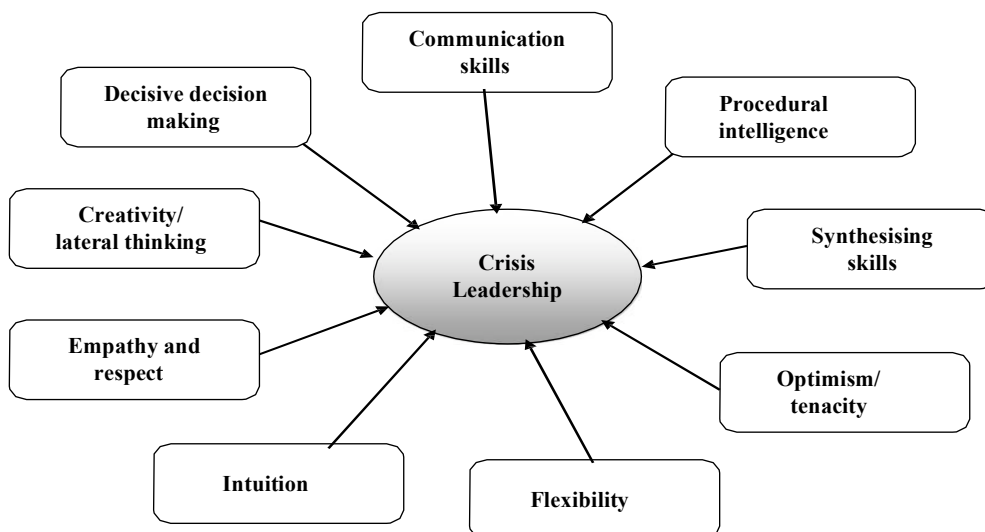 Communication
skills
Decisive decision
making
Procedural
intelligence
Creativity/
lateral thinking
Synthesising
skills
Crisis
Leadership
Empathy and
respect
Optimism/
tenacity
Intuition
Flexibility